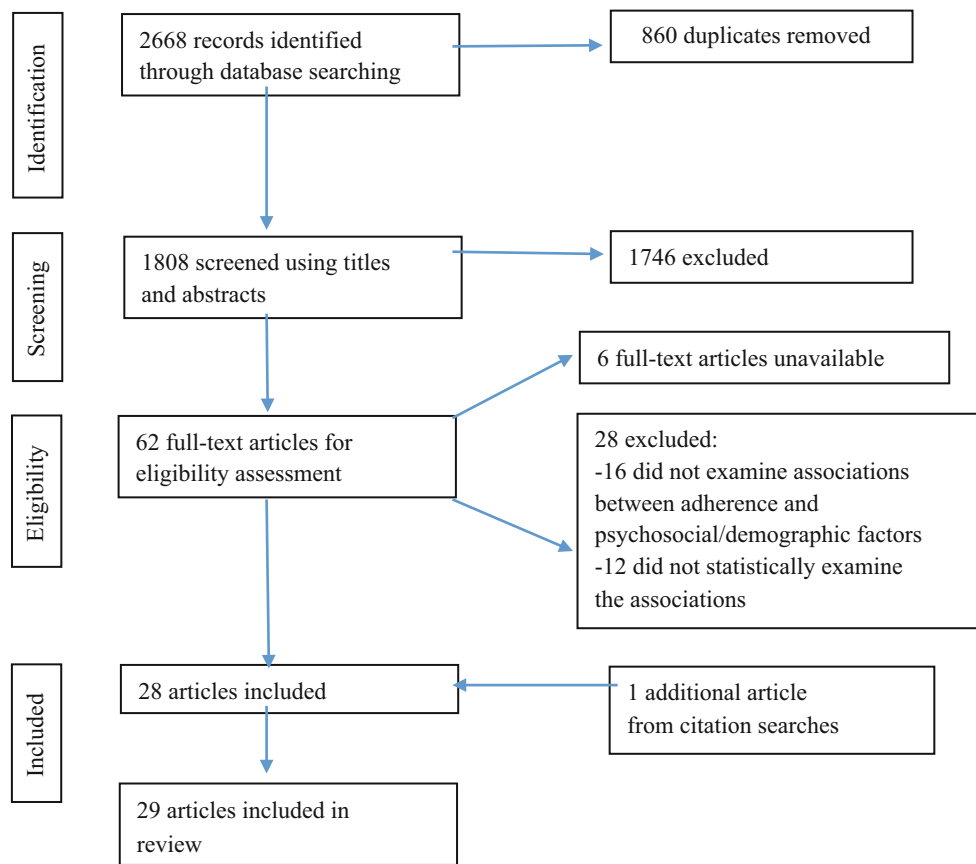 Identification
2668 records identified
through database searching
860 duplicates removed
Screening
1808 screened using titles
and abstracts
1746 excluded
6 full-text articles unavailable
Eligibility
62 full-text articles for
eligibility assessment
28 excluded:
-16 did not examine associations
between adherence and
psychosocial/demographic factors
-12 did not statistically examine
the associations
Included
28 articles included
1 additional article
from citation searches
29 articles included in
review